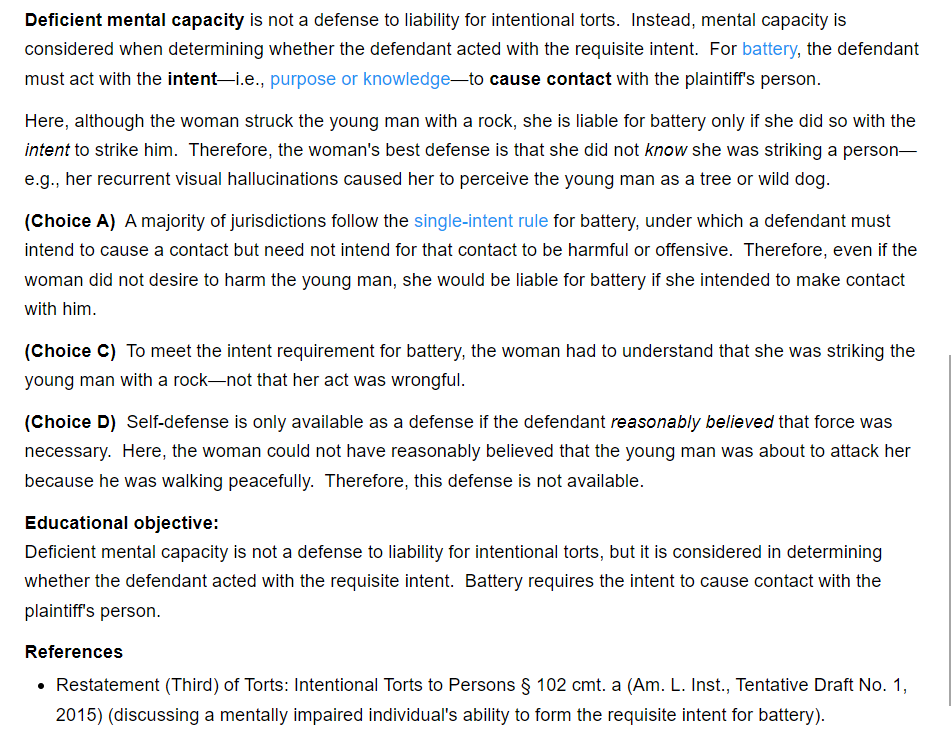 Deficient mental capacity is not a defense to liability for intentional torts.  Instead, mental capacity is
considered when determining whether the defendant acted with the requisite intent.  For battery, the defendant
must act with the intent—i.e., purpose or knowledge—to cause contact with the plaintiff's person.
Here, although the woman struck the young man with a rock, she is liable for battery only if she did so with the
intent to strike him.  Therefore, the woman's best defense is that she did not know she was striking a person—
e.g., her recurrent visual hallucinations caused her to perceive the young man as a tree or wild dog.
(Choice A)  A majority of jurisdictions follow the single-intent rule for battery, under which a defendant must
intend to cause a contact but need not intend for that contact to be harmful or offensive.  Therefore, even if the
woman did not desire to harm the young man, she would be liable for battery if she intended to make contact
with him.
(Choice C)  To meet the intent requirement for battery, the woman had to understand that she was striking the
young man with a rock—not that her act was wrongful.
(Choice D)  Self-defense is only available as a defense if the defendant reasonably believed that force was
necessary.  Here, the woman could not have reasonably believed that the young man was about to attack her
because he was walking peacefully.  Therefore, this defense is not available.
Educational objective:
Deficient mental capacity is not a defense to liability for intentional torts, but it is considered in determining
whether the defendant acted with the requisite intent.  Battery requires the intent to cause contact with the
plaintiff's person.
References
• Restatement (Third) of Torts: Intentional Torts to Persons § 102 cmt. a (Am. L. Inst., Tentative Draft No. 1,
2015) (discussing a mentally impaired individual's ability to form the requisite intent for battery).